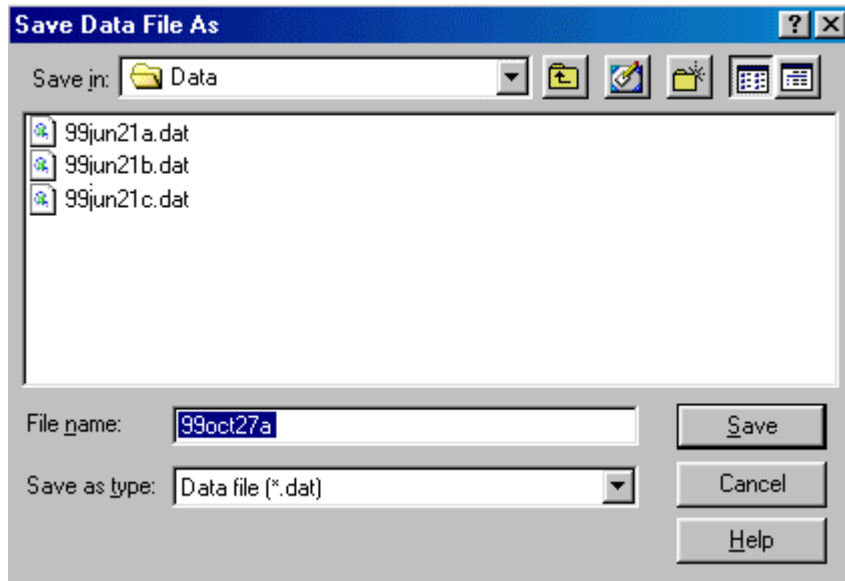 Save Data File As
Save in: Data
99jun21a.dat
99jun21b.dat
99jun21c.dat
File name: 99oct27a Save
Save as type: Data file (*.dat) Cancel
Help